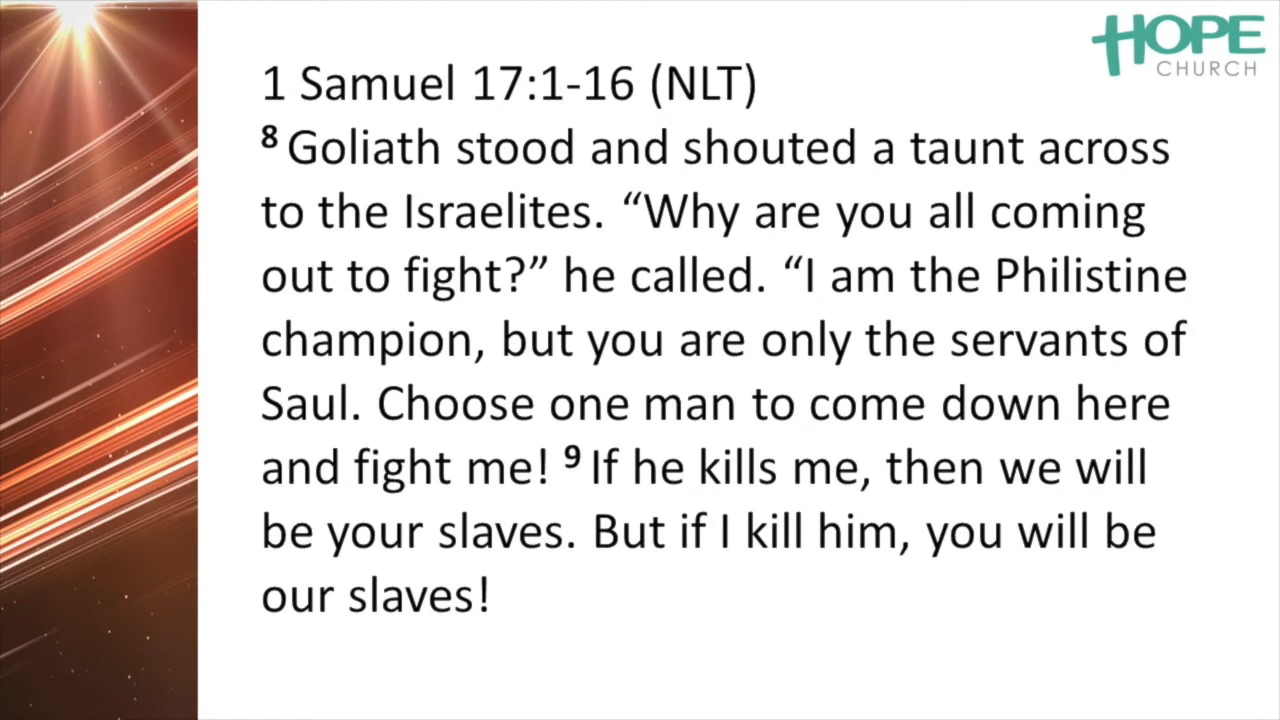 HOPE
CHURCH
1 Samuel 17:1-16 (NLT)
⁸ Goliath stood and shouted a taunt across
to the Israelites. “Why are you all coming
out to fight?” he called. “I am the Philistine
champion, but you are only the servants of
Saul. Choose one man to come down here
and fight me! ⁹ If he kills me, then we will
be your slaves. But if I kill him, you will be
our slaves!